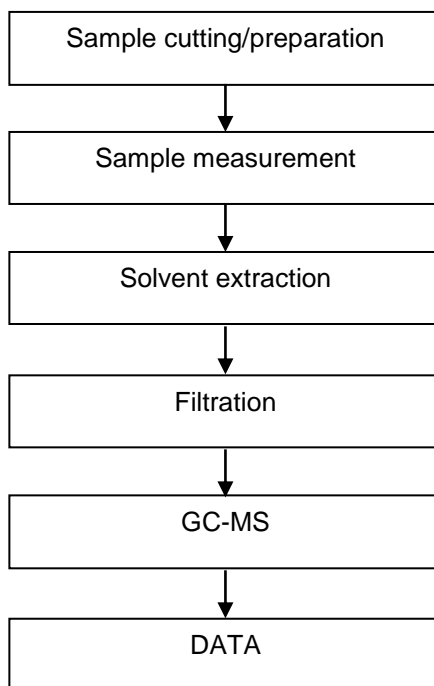 Sample cutting/preparation
Sample measurement
Solvent extraction
Filtration
GC-MS
DATA